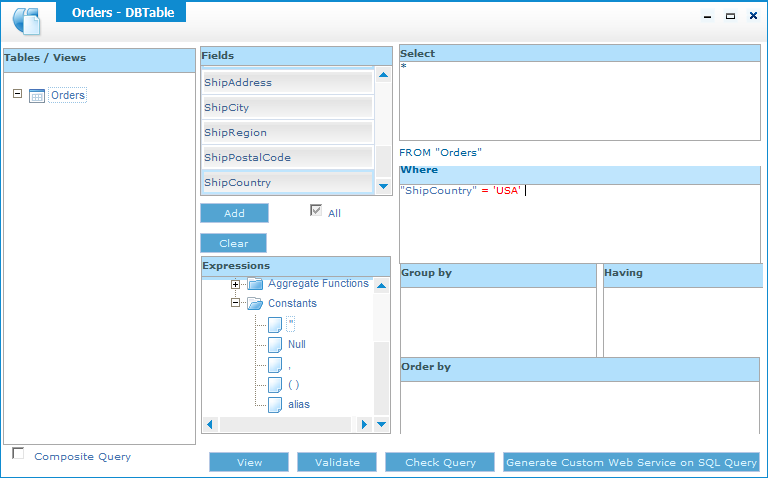 Orders - DBTable
Tables / Views
Orders
Fields
ShipAddress
ShipCity
ShipRegion
ShipPostalCode
ShipCountry
Add
All
Clear
Expressions
Aggregate Functions
Constants
''
Null
,
( )
alias
Select
*
FROM "Orders"
Where
"ShipCountry" = 'USA'
Group by
Having
Order by
Composite Query
View
Validate
Check Query
Generate Custom Web Service on SQL Query